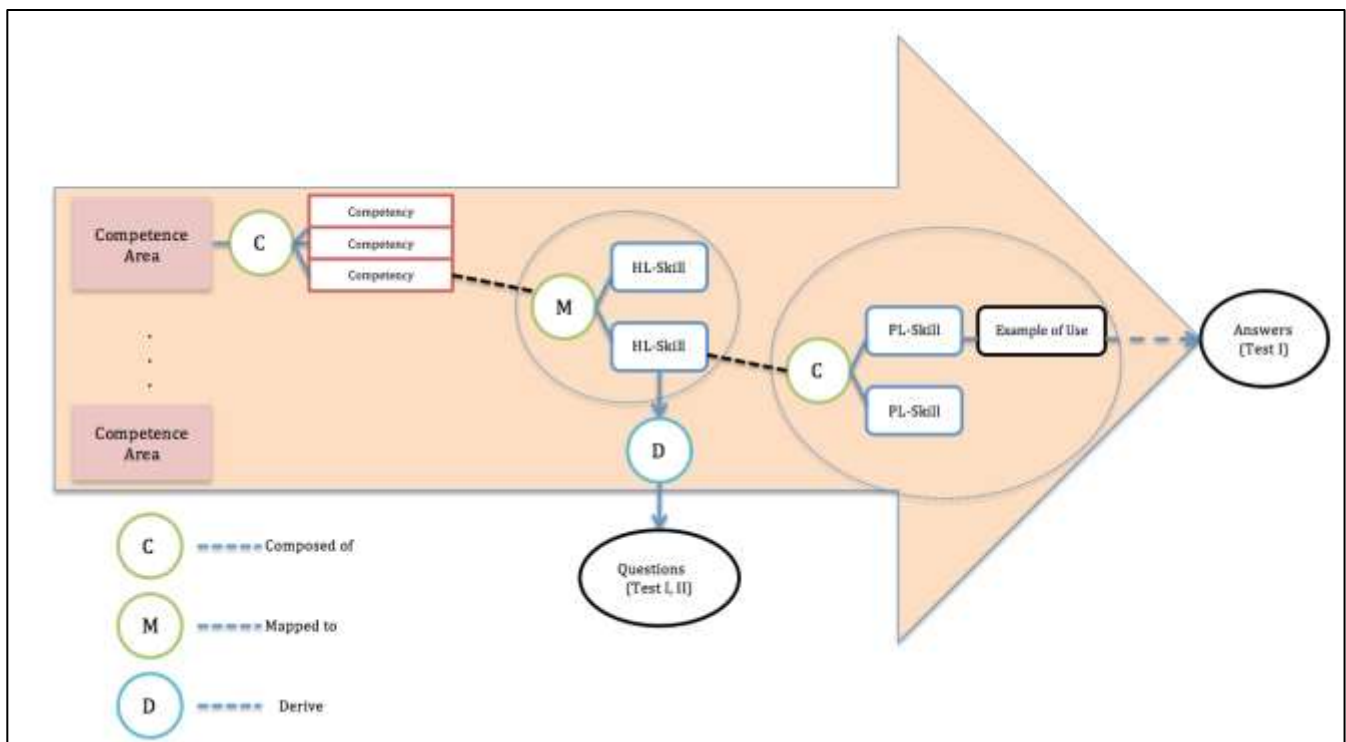 Competence
Area
C
Competency
Competency
Competency
M
HL-Skill
HL-Skill
C
PL-Skill
Example of Use
PL-Skill
Answers
(Test I)
.
.
.
Competence
Area
D
Questions
(Test I, II)
C
Composed of
M
Mapped to
D
Derive